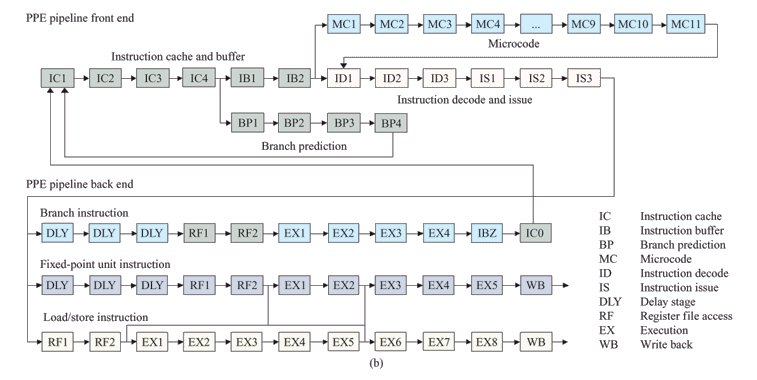 PPE pipeline front end
MC1 MC2 MC3 MC4 ... MC9 MC10 MC11
Microcode
Instruction cache and buffer
IC1 IC2 IC3 IC4 IB1 IB2 ID1 ID2 ID3 IS1 IS2 IS3
Instruction decode and issue
BP1 BP2 BP3 BP4
Branch prediction
PPE pipeline back end
Branch instruction
DLY DLY DLY RF1 RF2 EX1 EX2 EX3 EX4 IBZ IC0
Fixed-point unit instruction
DLY DLY DLY RF1 RF2 EX1 EX2 EX3 EX4 EX5 WB
Load/store instruction
RF1 RF2 EX1 EX2 EX3 EX4 EX5 EX6 EX7 EX8 WB
IC Instruction cache
IB Instruction buffer
BP Branch prediction
MC Microcode
ID Instruction decode
IS Instruction issue
DLY Delay stage
RF Register file access
EX Execution
WB Write back
(b)